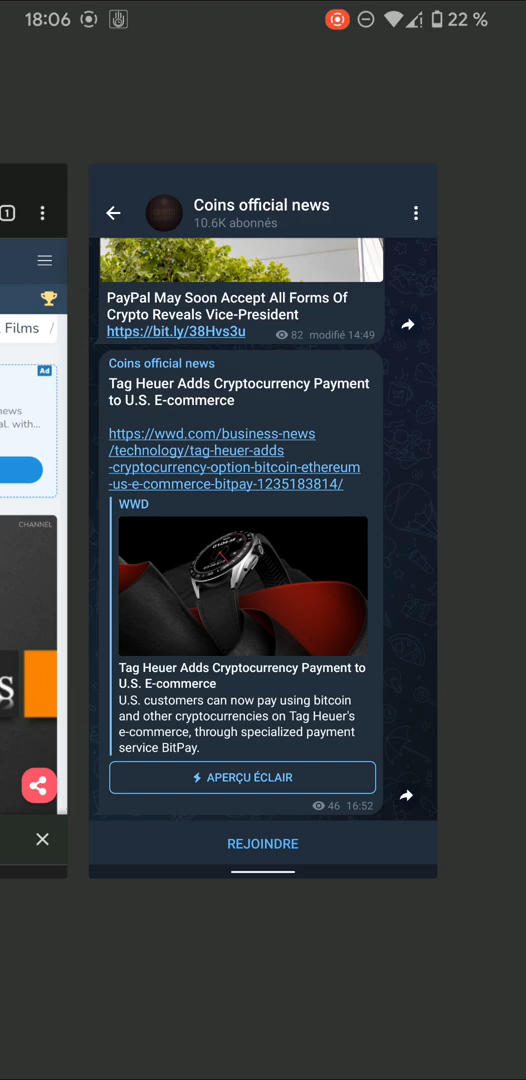 18:06
22 %
1
Coins official news
10.6K abonnés
PayPal May Soon Accept All Forms Of
Crypto Reveals Vice-President
https://bit.ly/38Hvs3u
82 modifié 14:49
Films /
Ad
news
al. with...
CHANNEL
S
Coins official news
Tag Heuer Adds Cryptocurrency Payment
to U.S. E-commerce
https://wwd.com/business-news
/technology/tag-heuer-adds
-cryptocurrency-option-bitcoin-ethereum
-us-e-commerce-bitpay-1235183814/
WWD
Tag Heuer Adds Cryptocurrency Payment to
U.S. E-commerce
U.S. customers can now pay using bitcoin
and other cryptocurrencies on Tag Heuer's
e-commerce, through specialized payment
service BitPay.
APERÇU ÉCLAIR
46 16:52
REJOINDRE